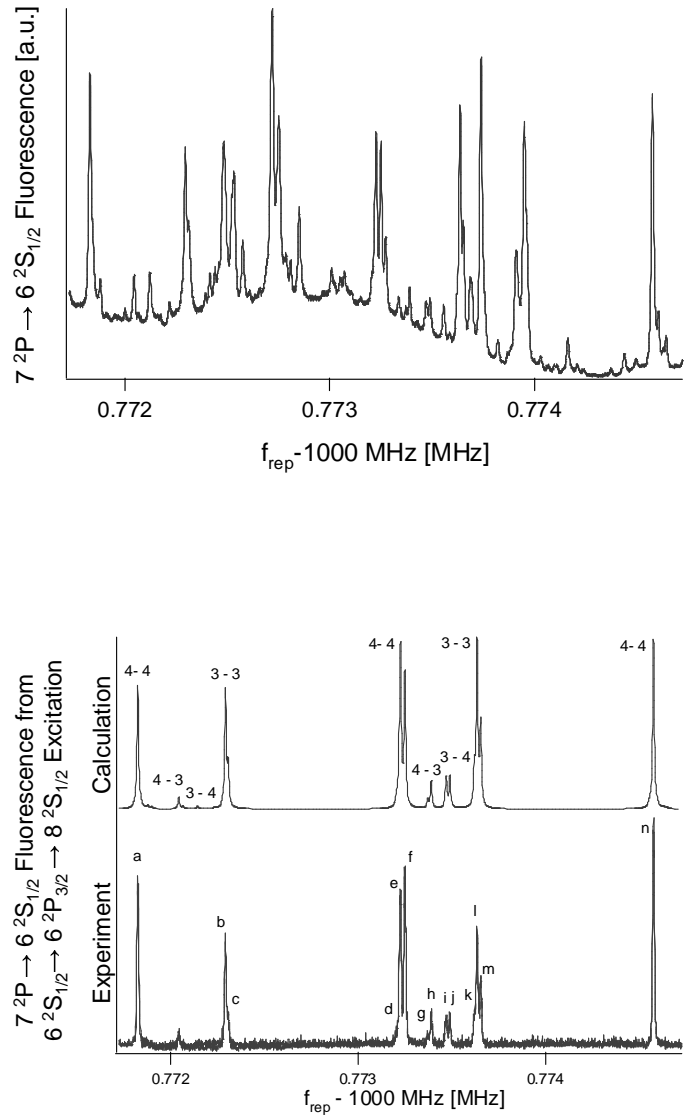 7 ²P → 6 ²S₁/₂ Fluorescence [a.u.]
0.772
0.773
0.774
f_rep-1000 MHz [MHz]
7 ²P → 6 ²S₁/₂ Fluorescence from
6 ²S₁/₂→ 6 ²P₃/₂ → 8 ²S₁/₂ Excitation
Calculation
4-4
4 - 3
3 - 4
3 - 3
4-4
4 - 3
3 - 4
3 - 3
4-4
Experiment
a
b
c
d
e
f
g
h
i
j
k
l
m
n
0.772
0.773
0.774
f_rep - 1000 MHz [MHz]